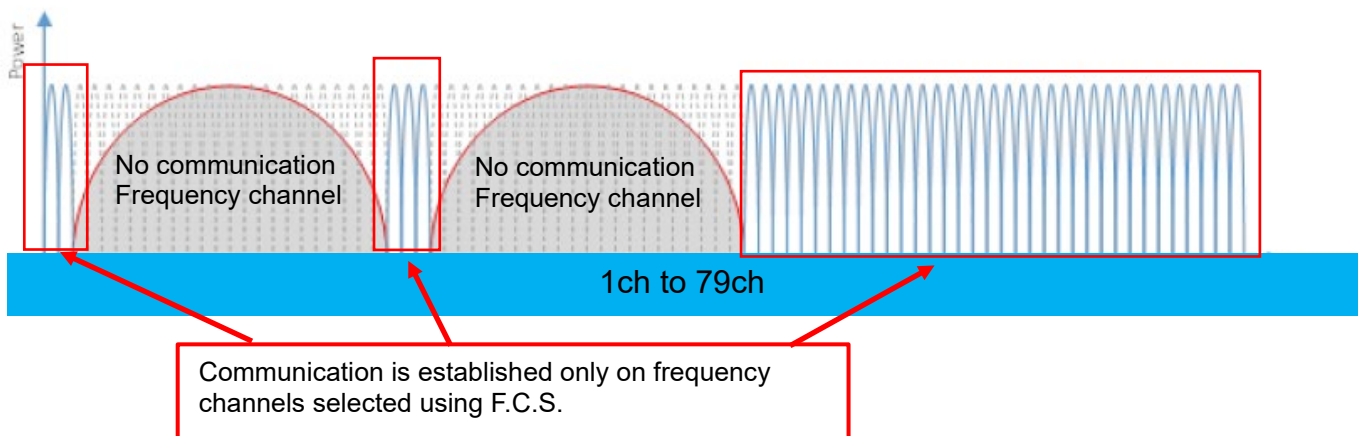 Power
No communication
Frequency channel
No communication
Frequency channel
1ch to 79ch
Communication is established only on frequency
channels selected using F.C.S.